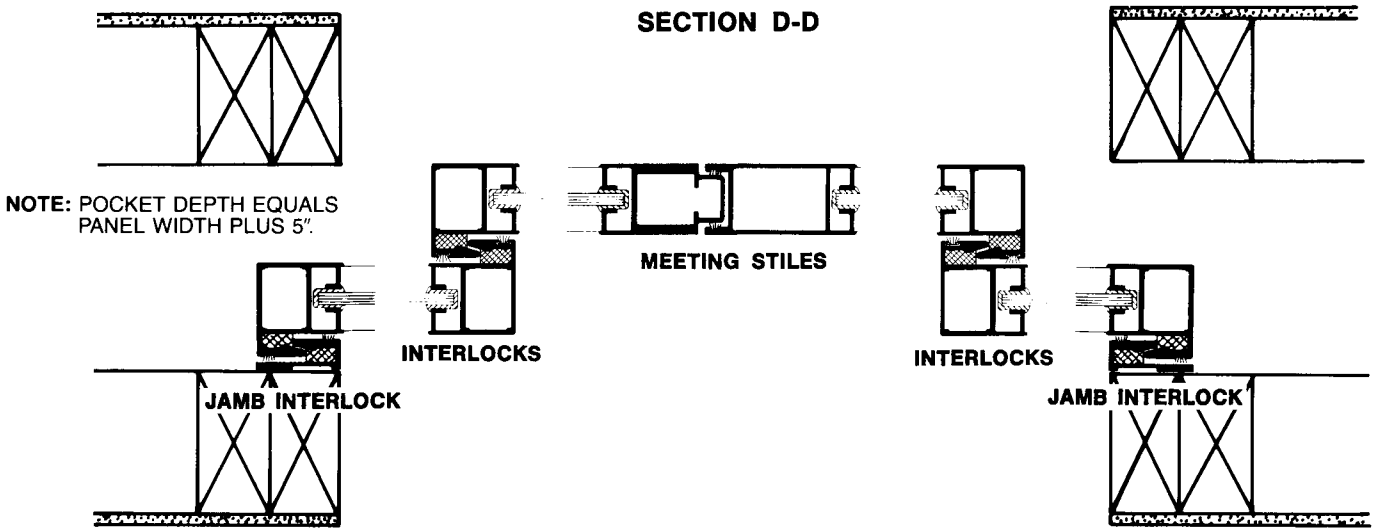 SECTION D-D
NOTE: POCKET DEPTH EQUALS
PANEL WIDTH PLUS 5".
MEETING STILES
INTERLOCKS
INTERLOCKS
JAMB INTERLOCK
JAMB INTERLOCK